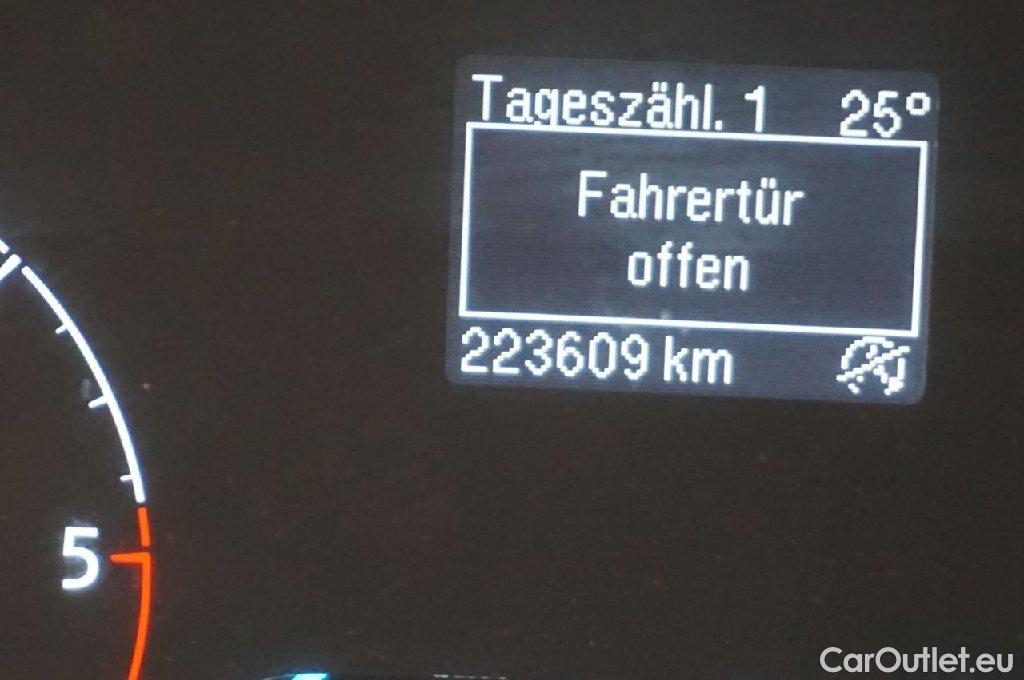 Tageszähl. 1 25°
Fahrertür
offen
223609 km
5
CarOutlet.eu